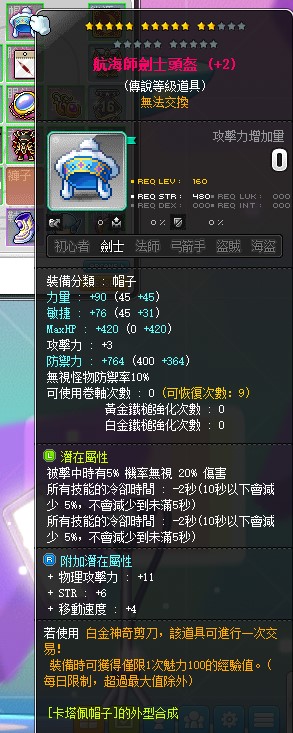 航海師劍士頭盔 (+2)
(傳說等級道具)
無法交換
攻擊力增加量
0
REQ LEV : 160
REQ STR : 480 REQ LUK : 000
REQ DEX : 000 REQ INT : 000
0 % 0 %
初心者 劍士 法師 弓箭手 盜賊 海盜
裝備分類 : 帽子
力量 : +90 (45 +45)
敏捷 : +76 (45 +31)
MaxHP : +420 (0 +420)
攻擊力 : +3
防禦力 : +764 (400 +364)
無視怪物防禦率10%
可使用卷軸次數 : 0 (可恢復次數: 9)
黃金鐵鎚強化次數 : 0
白金鐵鎚強化次數 : 0
L 潛在屬性
被擊中時有5% 機率無視 20% 傷害
所有技能的冷卻時間 : -2秒(10秒以下會減
少 5%, 不會減少到未滿5秒)
所有技能的冷卻時間 : -2秒(10秒以下會減
少 5%, 不會減少到未滿5秒)
R 附加潛在屬性
+ 物理攻擊力 : +11
+ STR : +6
+ 移動速度 : +4
若使用 白金神奇剪刀, 該道具可進行一次交
易!
裝備時可獲得僅限1次魅力100的經驗值。(
每日限制, 超過最大值除外)
[卡塔佩帽子]的外型合成
褲子